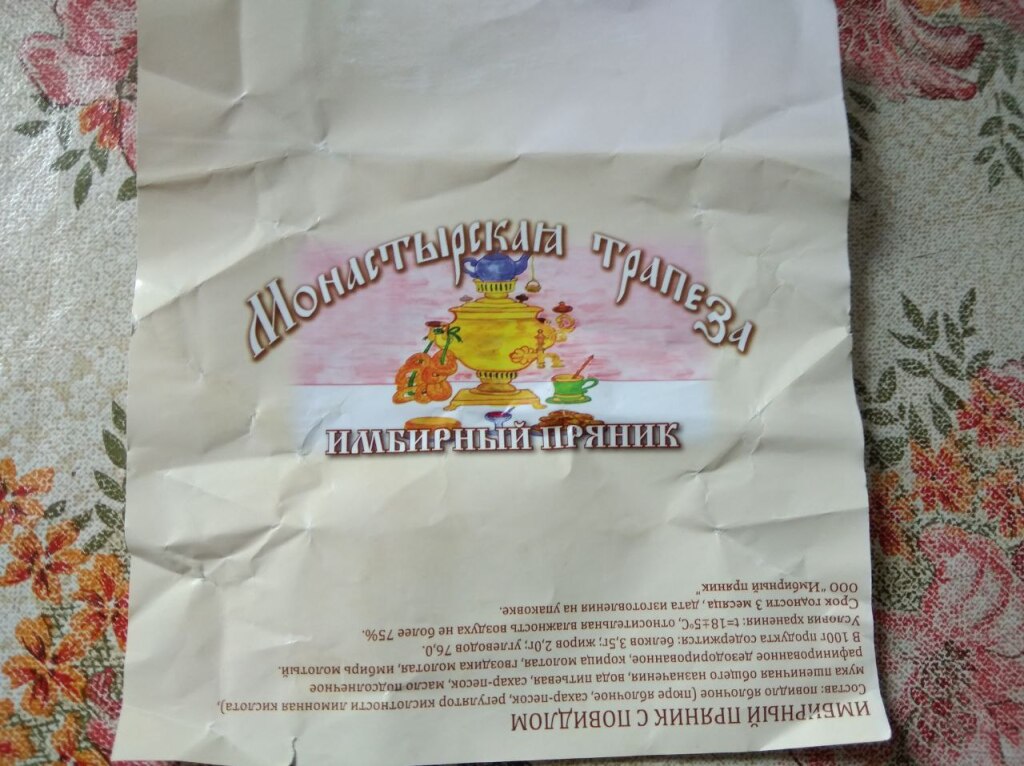 Монастырская трапеза
ИМБИРНЫЙ ПРЯНИК
ИМБИРНЫЙ ПРЯНИК С ПОВИДЛОМ
Состав: повидло яблочное (пюре яблочное, сахар-песок, регулятор кислотности лимонная кислота),
мука пшеничная общего назначения, вода питьевая, сахар-песок, масло подсолнечное
рафинированное дезодорированное, корица молотая, гвоздика молотая, имбирь молотый.
В 100г продукта содержится: белков 3,5г; жиров 2,0г; углеводов 76,0.
Условия хранения: t=18±5°С, относительная влажность воздуха не более 75%.
Срок годности 3 месяца, дата изготовления на упаковке.
ООО "Имбирный пряник"